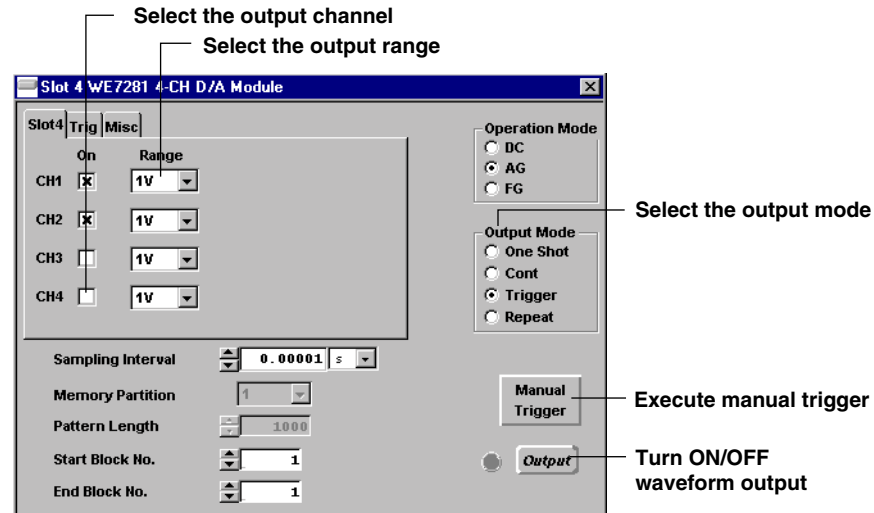 Select the output channel
Select the output range
Slot 4 WE7281 4-CH D/A Module
Slot4 Trig Misc
On Range
CH1 1V
CH2 1V
CH3 1V
CH4 1V
Operation Mode
DC
AG
FG
Select the output mode
Output Mode
One Shot
Cont
Trigger
Repeat
Sampling Interval 0.00001 s
Memory Partition 1
Pattern Length 1000
Start Block No. 1
End Block No. 1
Manual
Trigger
Execute manual trigger
Output
Turn ON/OFF
waveform output